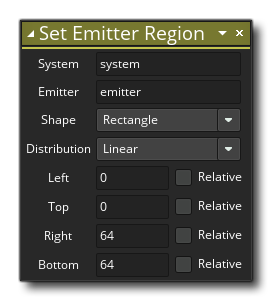 Set Emitter Region
System system
Emitter emitter
Shape Rectangle
Distribution Linear
Left 0 Relative
Top 0 Relative
Right 64 Relative
Bottom 64 Relative